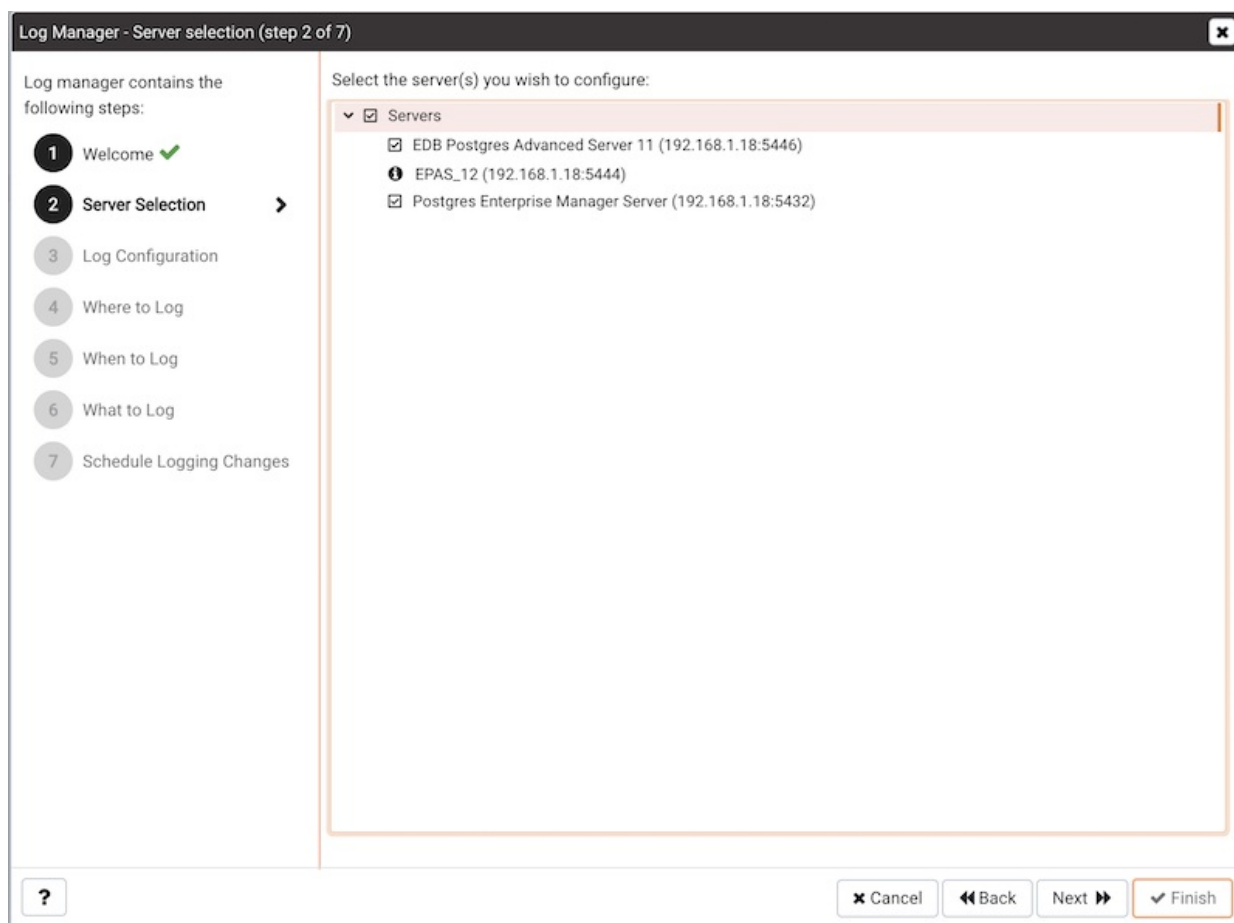 Log Manager - Server selection (step 2 of 7)
Log manager contains the
following steps:
1 Welcome
2 Server Selection
3 Log Configuration
4 Where to Log
5 When to Log
6 What to Log
7 Schedule Logging Changes
Select the server(s) you wish to configure:
Servers
EDB Postgres Advanced Server 11 (192.168.1.18:5446)
EPAS_12 (192.168.1.18:5444)
Postgres Enterprise Manager Server (192.168.1.18:5432)
? Cancel Back Next Finish